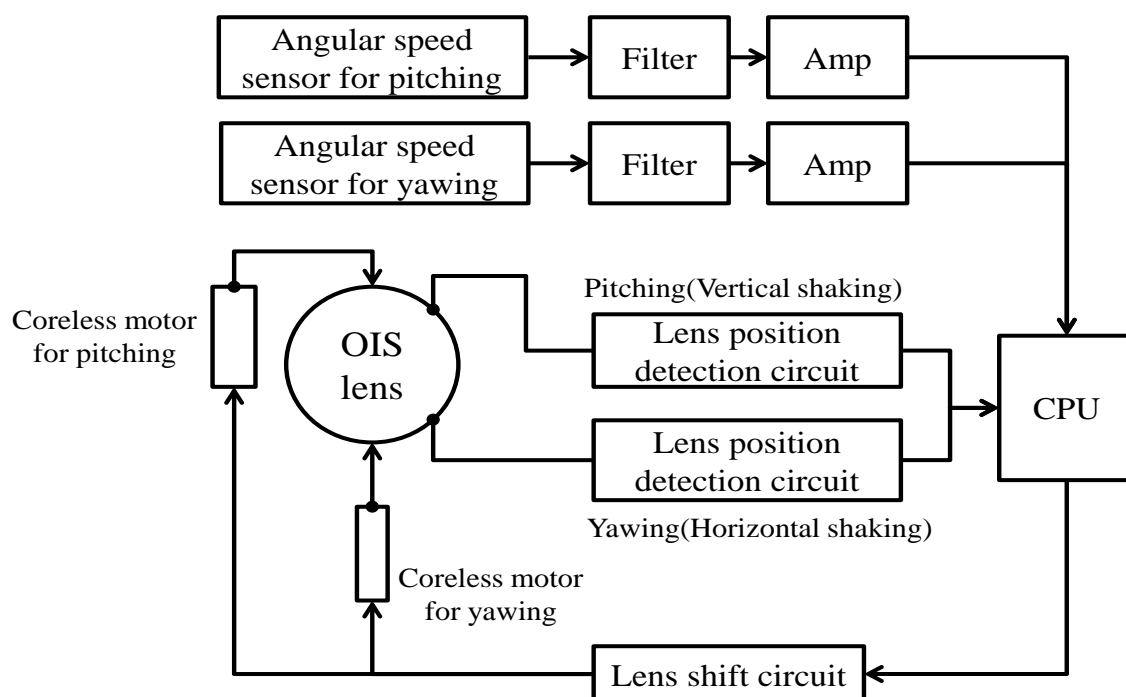 Angular speed
sensor for pitching
Filter
Amp
Angular speed
sensor for yawing
Filter
Amp
Pitching(Vertical shaking)
Coreless motor
for pitching
OIS
lens
Lens position
detection circuit
CPU
Lens position
detection circuit
Yawing(Horizontal shaking)
Coreless motor
for yawing
Lens shift circuit